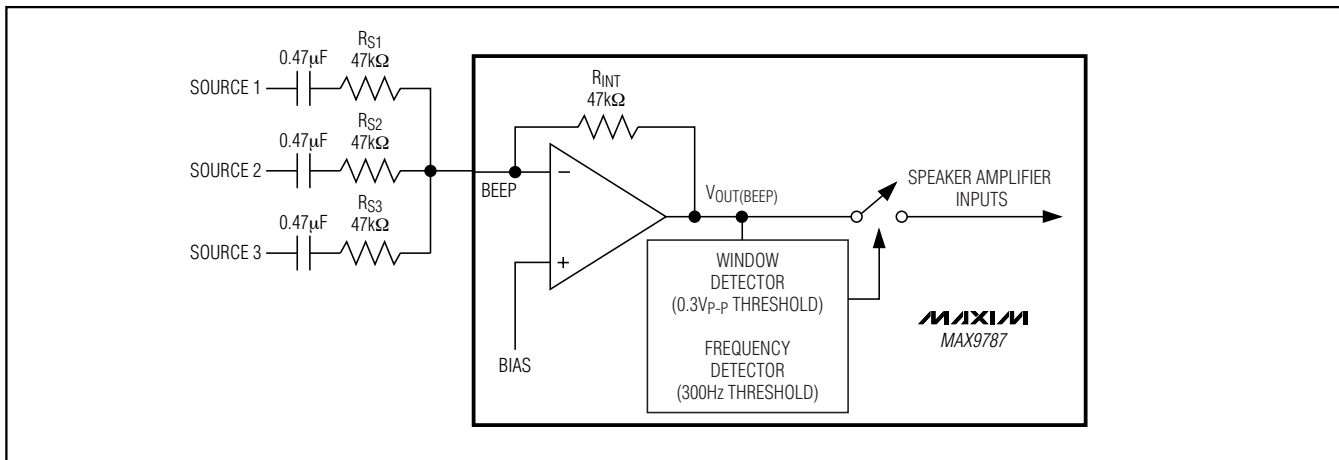 RS1
0.47μF
47kΩ
SOURCE 1
RS2
0.47μF
47kΩ
SOURCE 2
RS3
0.47μF
47kΩ
SOURCE 3
BEEP
RINT
47kΩ
−
+
BIAS
VOUT(BEEP)
SPEAKER AMPLIFIER
INPUTS
WINDOW
DETECTOR
(0.3VP-P THRESHOLD)
FREQUENCY
DETECTOR
(300Hz THRESHOLD)
MAXIM
MAX9787